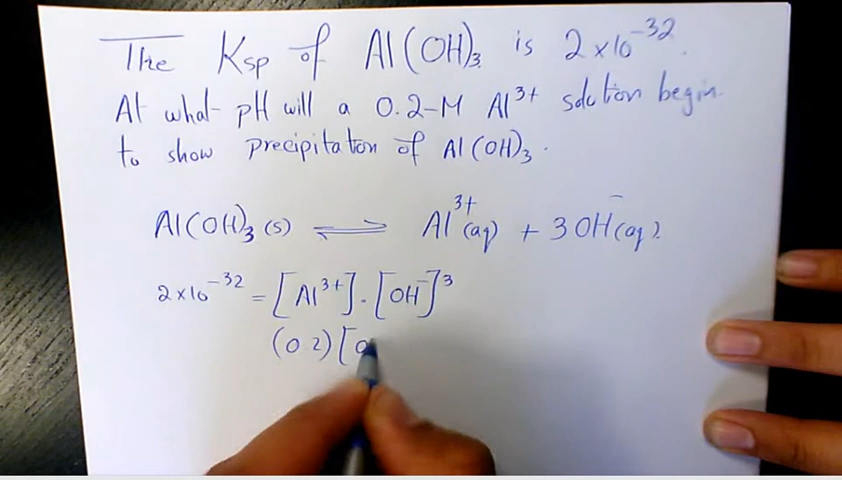 The Ksp of Al(OH)₃ is 2×10⁻³².
At what pH will a 0.2-M Al³⁺ solution begin
to show precipitation of Al(OH)₃.
Al(OH)₃(s) ⇌ Al³⁺(aq) + 3OH⁻(aq).
2×10⁻³² = [Al³⁺].[OH⁻]³
(0.2)[O